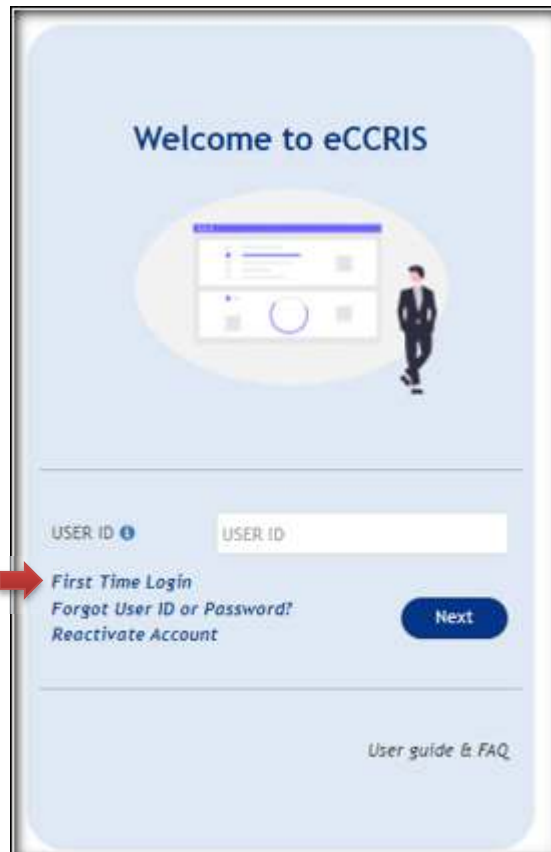 Welcome to eCCRIS
USER ID USER ID
First Time Login
Forgot User ID or Password?
Next
Reactivate Account
User guide & FAQ